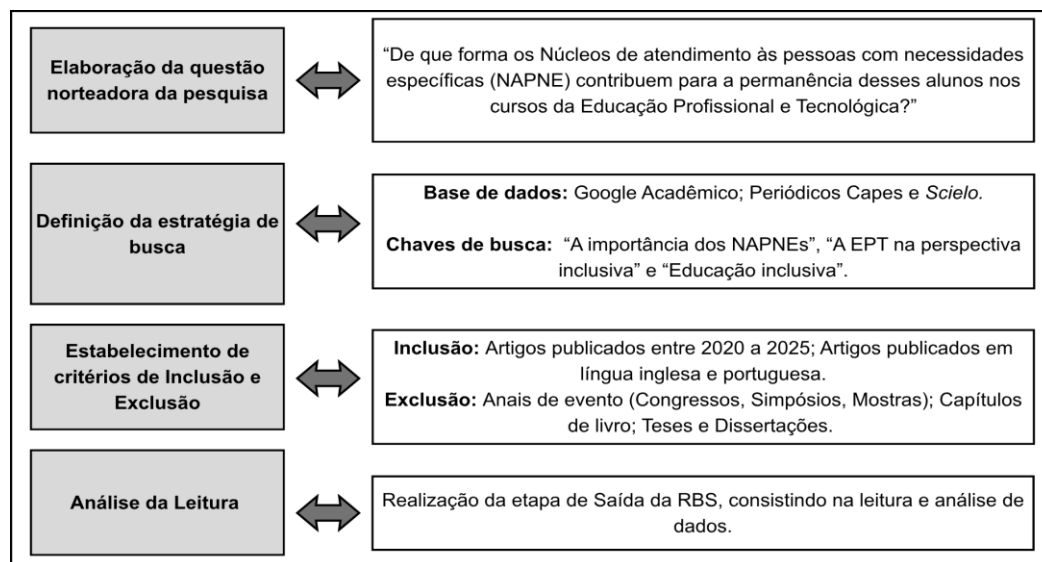 Elaboração da questão
norteadora da pesquisa
“De que forma os Núcleos de atendimento às pessoas com necessidades
específicas (NAPNE) contribuem para a permanência desses alunos nos
cursos da Educação Profissional e Tecnológica?”
Definição da estratégia de
busca
Base de dados: Google Acadêmico; Periódicos Capes e Scielo.
Chaves de busca: “A importância dos NAPNEs”, “A EPT na perspectiva
inclusiva” e “Educação inclusiva”.
Estabelecimento de
critérios de Inclusão e
Exclusão
Inclusão: Artigos publicados entre 2020 a 2025; Artigos publicados em
língua inglesa e portuguesa.
Exclusão: Anais de evento (Congressos, Simpósios, Mostras); Capítulos
de livro; Teses e Dissertações.
Análise da Leitura
Realização da etapa de Saída da RBS, consistindo na leitura e análise de
dados.